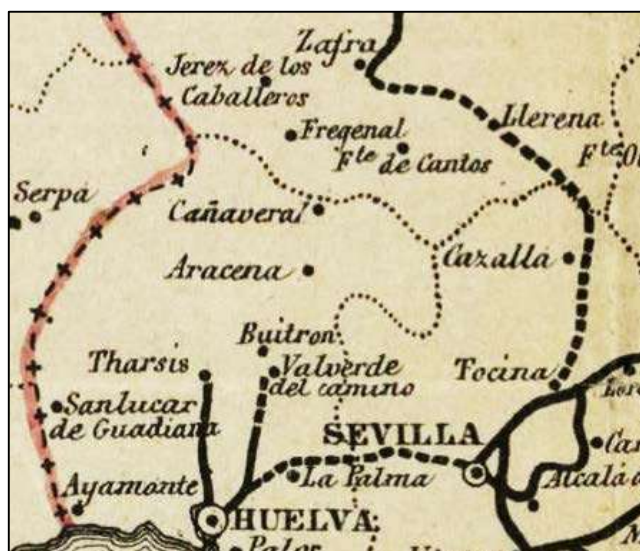 Zafra
Jerez de los
Caballeros
Llerena
Fregenal
Fte de Cantos
Serpa
Cañaveral
Aracena
Cazalla
Buitron
Tharsis
Valverde
del camino
Tocina
Sanlucar
de Guadiana
SEVILLA
La Palma
Ayamonte
HUELVA
Palos